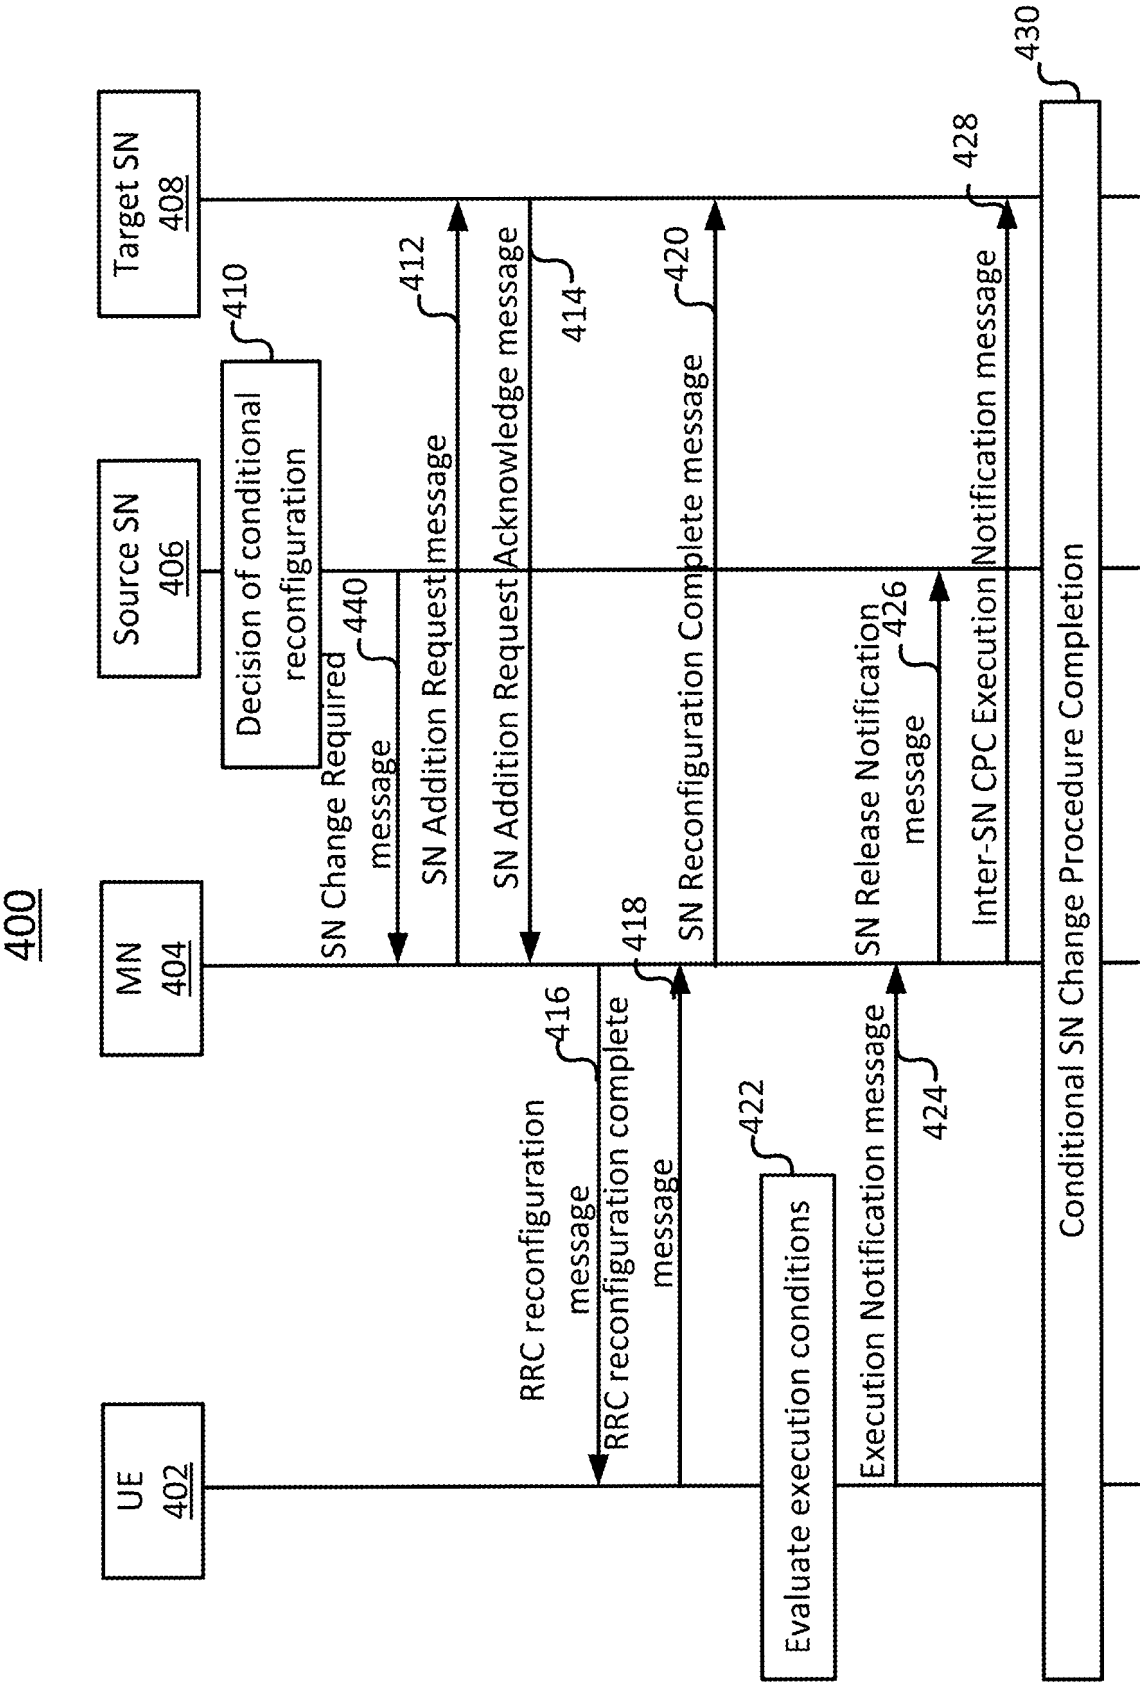 400
UE
402
MN
404
Source SN
406
Target SN
408
410
Decision of conditional
reconfiguration
SN Change Required
message
440
SN Addition Request message
412
SN Addition Request Acknowledge message
414
RRC reconfiguration
message
416
RRC reconfiguration complete
message
418
SN Reconfiguration Complete message
420
422
Evaluate execution conditions
Execution Notification message
424
SN Release Notification
message
426
Inter-SN CPC Execution Notification message
428
430
Conditional SN Change Procedure Completion